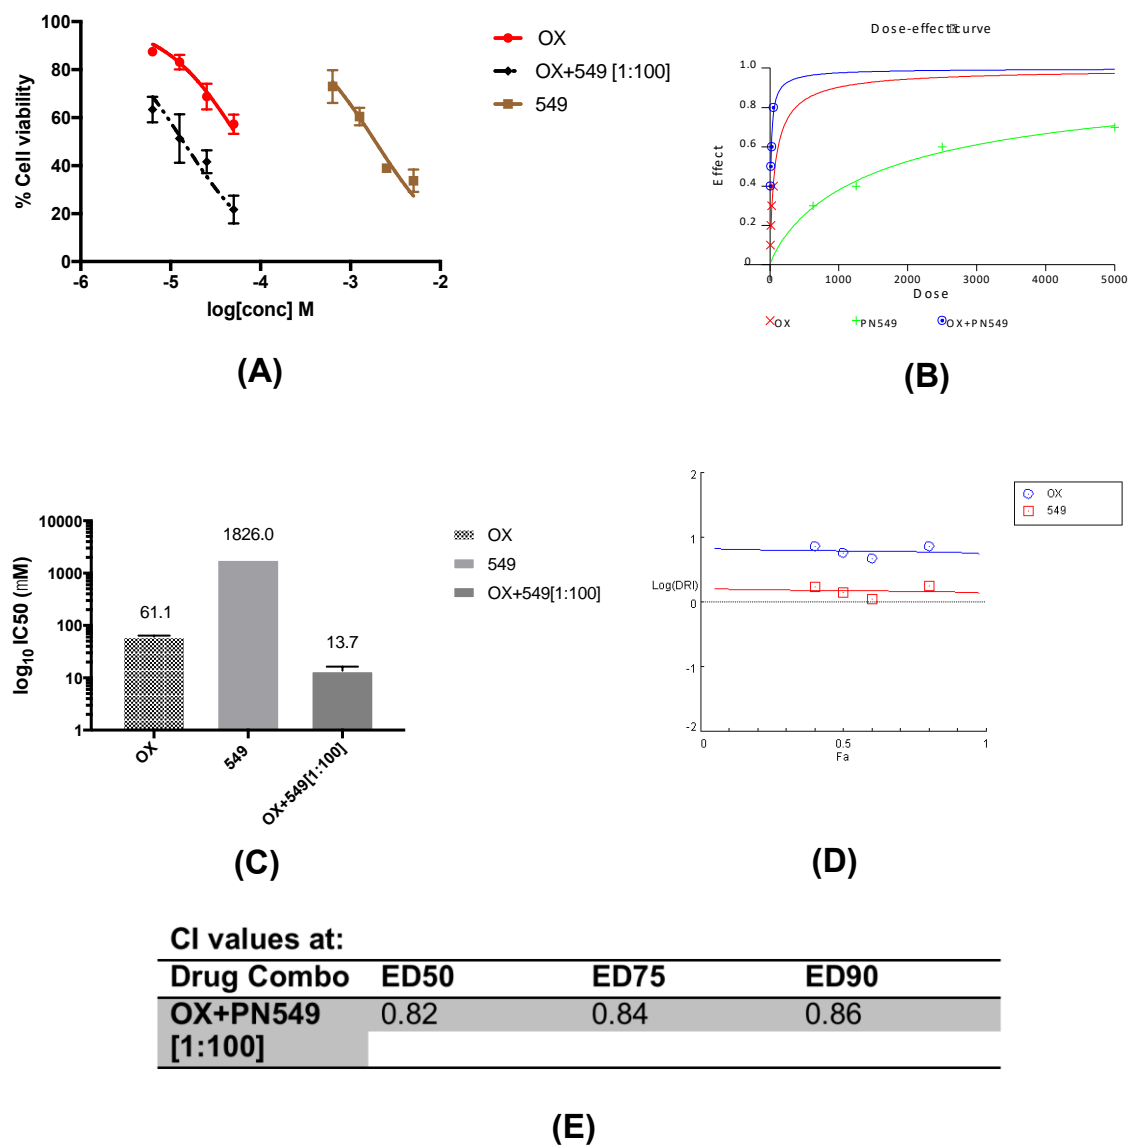 100
80
60
40
20
0
-6
-5
-4
-3
-2
% Cell viability
log[conc] M
OX
OX+549 [1:100]
549
(A)
Dose-effect curve
1.0
0.8
0.6
0.4
0.2
0
Effect
0
1000
2000
3000
4000
5000
Dose
OX
PN549
OX+PN549
(B)
10000
1000
100
10
1
log10 IC50 (mM)
61.1
1826.0
13.7
OX
549
OX+549[1:100]
OX
549
OX+549[1:100]
(C)
2
1
Log(DRI)
0
-1
-2
0
0.5
1
Fa
OX
549
(D)
CI values at:
Drug Combo ED50 ED75 ED90
OX+PN549 0.82 0.84 0.86
[1:100]
(E)